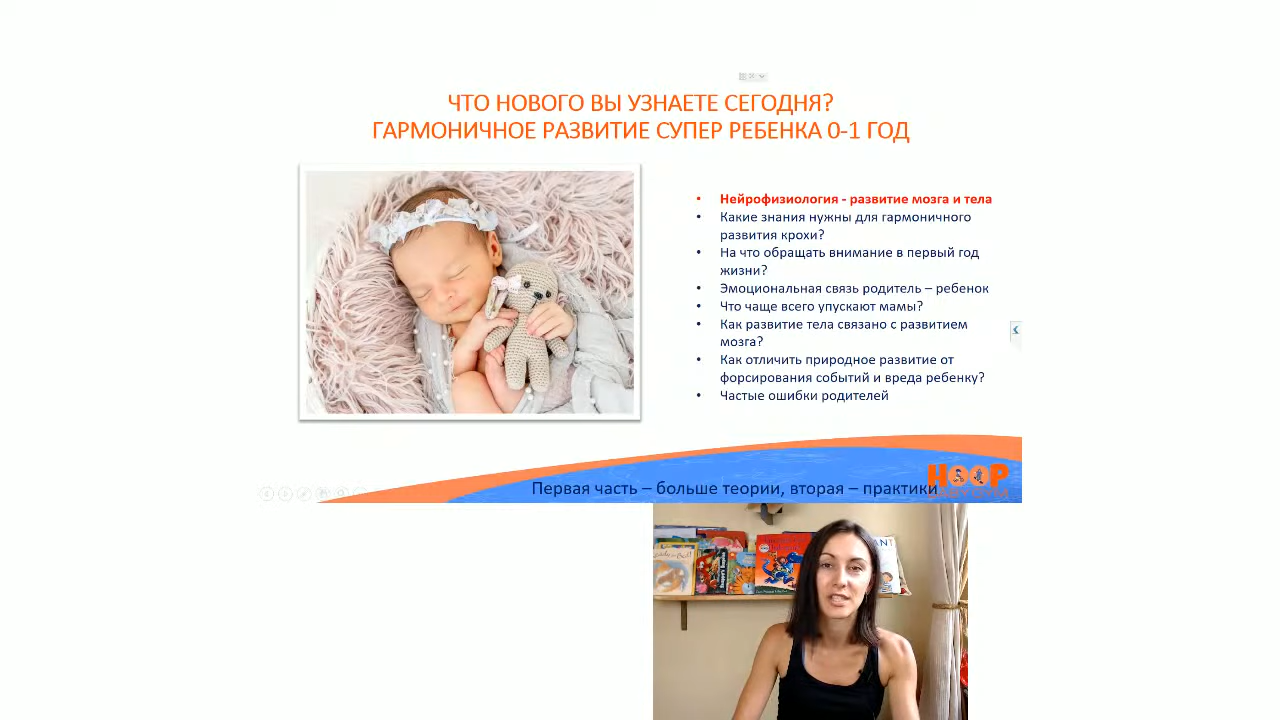 ЧТО НОВОГО ВЫ УЗНАЕТЕ СЕГОДНЯ?
ГАРМОНИЧНОЕ РАЗВИТИЕ СУПЕР РЕБЕНКА 0-1 ГОД
• Нейрофизиология - развитие мозга и тела
• Какие знания нужны для гармоничного
развития крохи?
• На что обращать внимание в первый год
жизни?
• Эмоциональная связь родитель – ребенок
• Что чаще всего упускают мамы?
• Как развитие тела связано с развитием
мозга?
• Как отличить природное развитие от
форсирования событий и вреда ребенку?
• Частые ошибки родителей
HOOP
BABY GYM
Первая часть – больше теории, вторая – практики